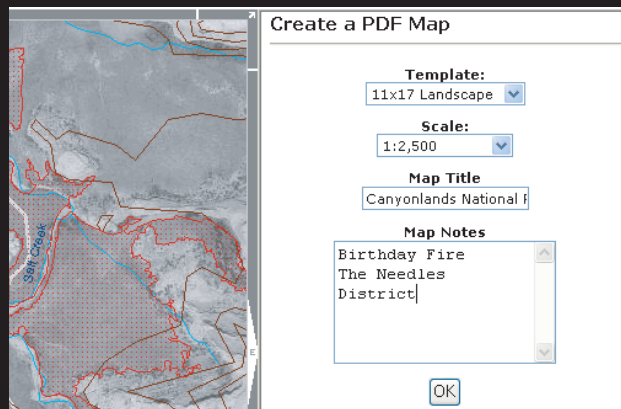 Create a PDF Map
Template:
11x17 Landscape
Scale:
1:2,500
Map Title
Canyonlands National
Map Notes
Birthday Fire
The Needles
District
OK
Salt Creek
E